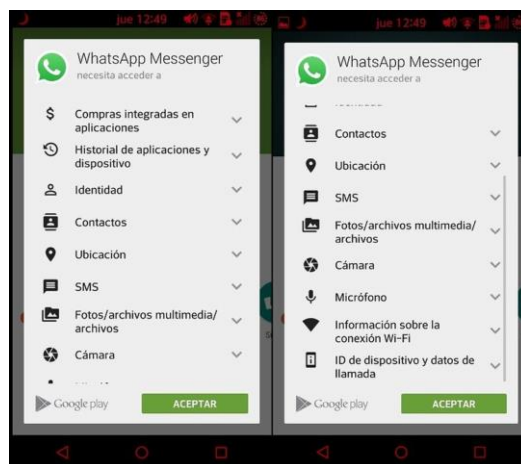 jue 12:49
WhatsApp Messenger
necesita acceder a
Compras integradas en
aplicaciones
Historial de aplicaciones y
dispositivo
Identidad
Contactos
Ubicación
SMS
Fotos/archivos multimedia/
archivos
Cámara
Google play
ACEPTAR
jue 12:49
WhatsApp Messenger
necesita acceder a
Contactos
Ubicación
SMS
Fotos/archivos multimedia/
archivos
Cámara
Micrófono
Información sobre la
conexión Wi-Fi
ID de dispositivo y datos de
llamada
Google play
ACEPTAR